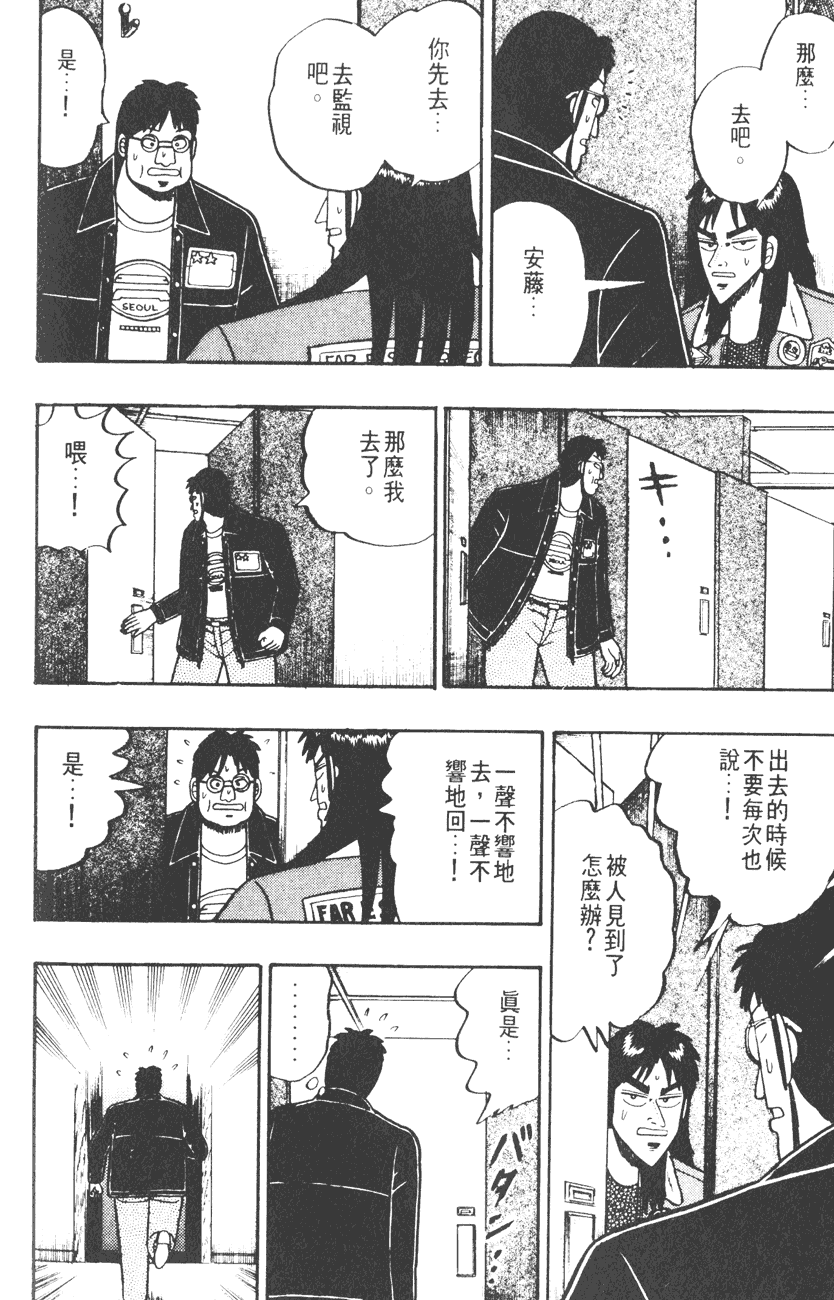 那麼…
去吧。
安藤…
你先去…
去監視
吧。
是…！
SEOUL
FAR E
キ…
那麼我
去了。
喂…！
出去的時候
不要每次也
說…！
被人見到了
怎麼辦？
一聲不響地
去，一聲不
響地回…！
是…！
FAR E
眞是…
バタン…
………